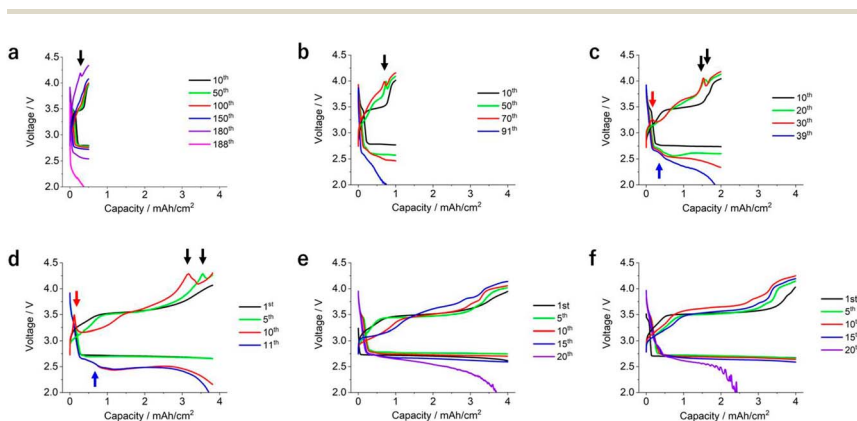 a
b
c
4.5
4.0
3.5
3.0
2.5
2.0
Voltage / V
10th
50th
100th
150th
180th
188th
0 1 2 3 4
Capacity / mAh/cm2
4.5
4.0
3.5
3.0
2.5
2.0
Voltage / V
10th
50th
70th
91th
0 1 2 3 4
Capacity / mAh/cm2
4.5
4.0
3.5
3.0
2.5
2.0
Voltage / V
10th
20th
30th
39th
0 1 2 3 4
Capacity / mAh/cm2
d
e
f
4.5
4.0
3.5
3.0
2.5
2.0
Voltage / V
1st
5th
10th
11th
0 1 2 3 4
Capacity / mAh/cm2
4.5
4.0
3.5
3.0
2.5
2.0
Voltage / V
1st
5th
10th
15th
20th
0 1 2 3 4
Capacity / mAh/cm2
4.5
4.0
3.5
3.0
2.5
2.0
Voltage / V
1st
5th
10t
15t
20t
0 1 2 3 4
Capacity / mAh/cm2